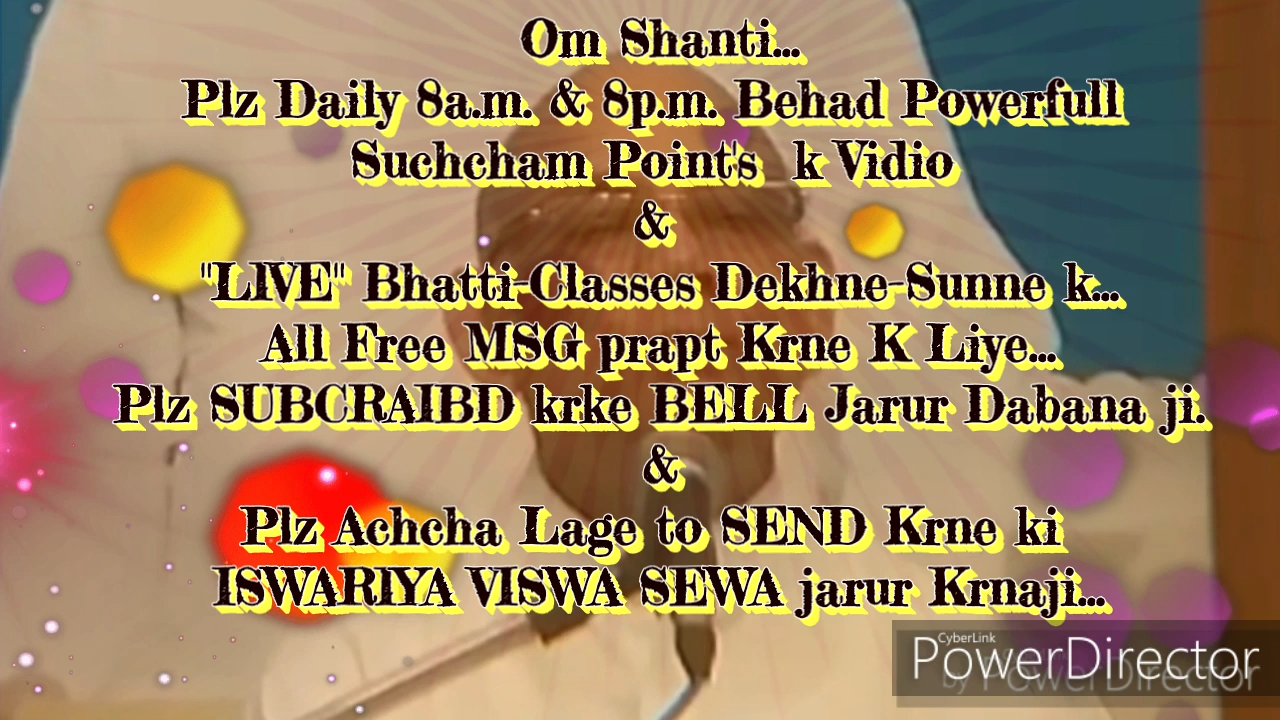 Om Shanti...
Plz Daily 8a.m. & 8p.m. Behad Powerfull
Suchcham Point's k Vidio
&
"LIVE" Bhatti-Classes Dekhne-Sunne k...
All Free MSG prapt Krne K Liye...
Plz SUBCRAIBD krke BELL Jarur Dabana ji.
&
Plz Achcha Lage to SEND Krne ki
ISWARIYA VISWA SEWA jarur Krnaji...
CyberLink
PowerDirector
by PowerDirector